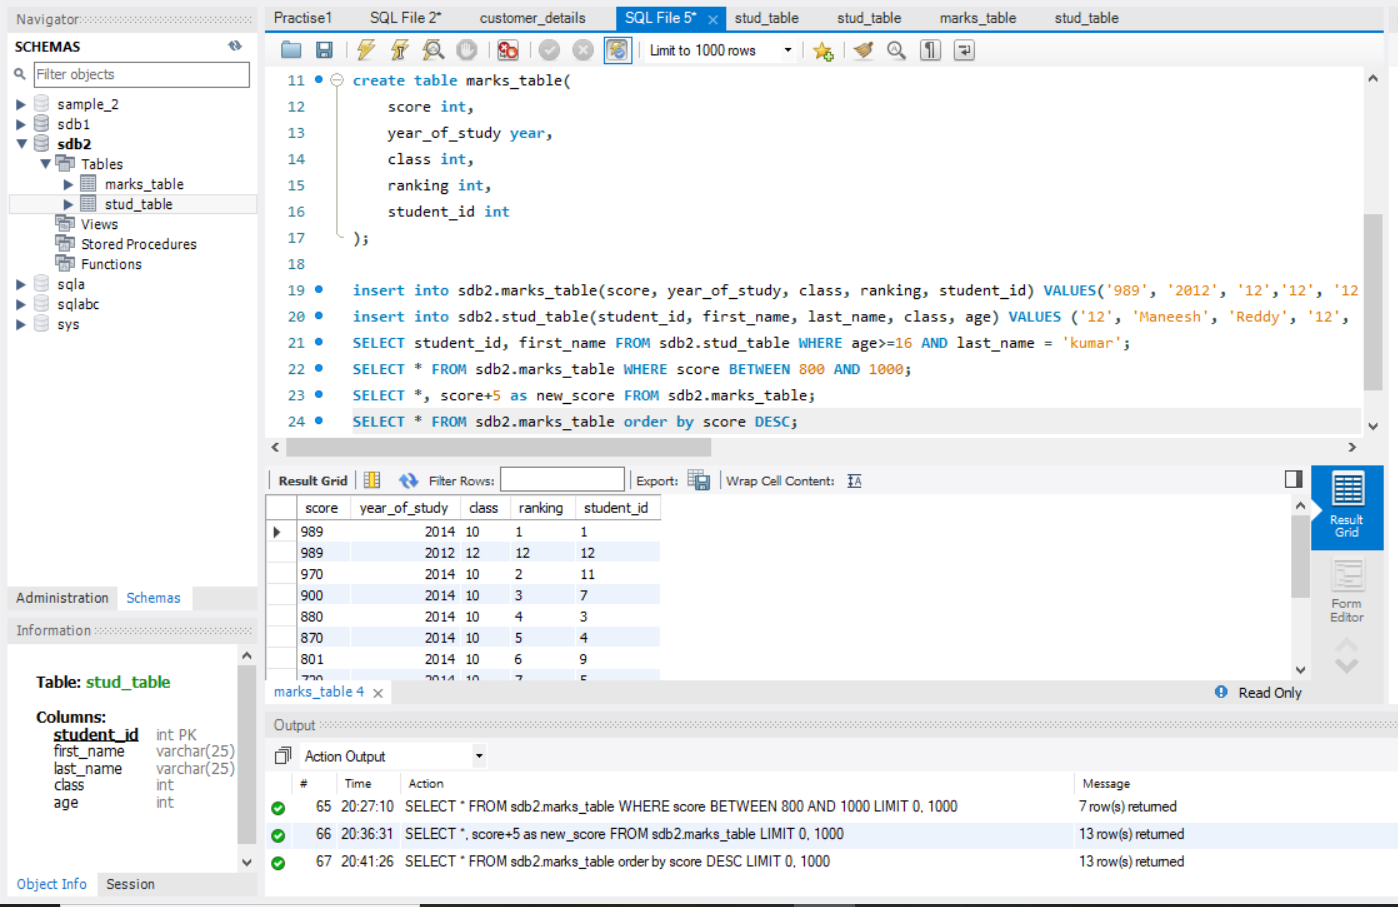 Navigator
SCHEMAS
Filter objects
sample_2
sdb1
sdb2
Tables
marks_table
stud_table
Views
Stored Procedures
Functions
sqla
sqlabc
sys
Administration Schemas
Information
Table: stud_table
Columns:
student_id int PK
first_name varchar(25)
last_name varchar(25)
class int
age int
Object Info Session
Practise1 SQL File 2* customer_details SQL File 5* stud_table stud_table marks_table stud_table
Limit to 1000 rows
11 create table marks_table(
12 score int,
13 year_of_study year,
14 class int,
15 ranking int,
16 student_id int
17 );
18
19 insert into sdb2.marks_table(score, year_of_study, class, ranking, student_id) VALUES('989', '2012', '12','12', '12
20 insert into sdb2.stud_table(student_id, first_name, last_name, class, age) VALUES ('12', 'Maneesh', 'Reddy', '12',
21 SELECT student_id, first_name FROM sdb2.stud_table WHERE age>=16 AND last_name = 'kumar';
22 SELECT * FROM sdb2.marks_table WHERE score BETWEEN 800 AND 1000;
23 SELECT *, score+5 as new_score FROM sdb2.marks_table;
24 SELECT * FROM sdb2.marks_table order by score DESC;
Result Grid Filter Rows: Export: Wrap Cell Content:
score year_of_study class ranking student_id
989 2014 10 1 1
989 2012 12 12 12
970 2014 10 2 11
900 2014 10 3 7
880 2014 10 4 3
870 2014 10 5 4
801 2014 10 6 9
Result
Grid
Form
Editor
marks_table 4 Read Only
Output
Action Output
# Time Action Message
65 20:27:10 SELECT * FROM sdb2.marks_table WHERE score BETWEEN 800 AND 1000 LIMIT 0, 1000 7 row(s) returned
66 20:36:31 SELECT *, score+5 as new_score FROM sdb2.marks_table LIMIT 0, 1000 13 row(s) returned
67 20:41:26 SELECT * FROM sdb2.marks_table order by score DESC LIMIT 0, 1000 13 row(s) returned